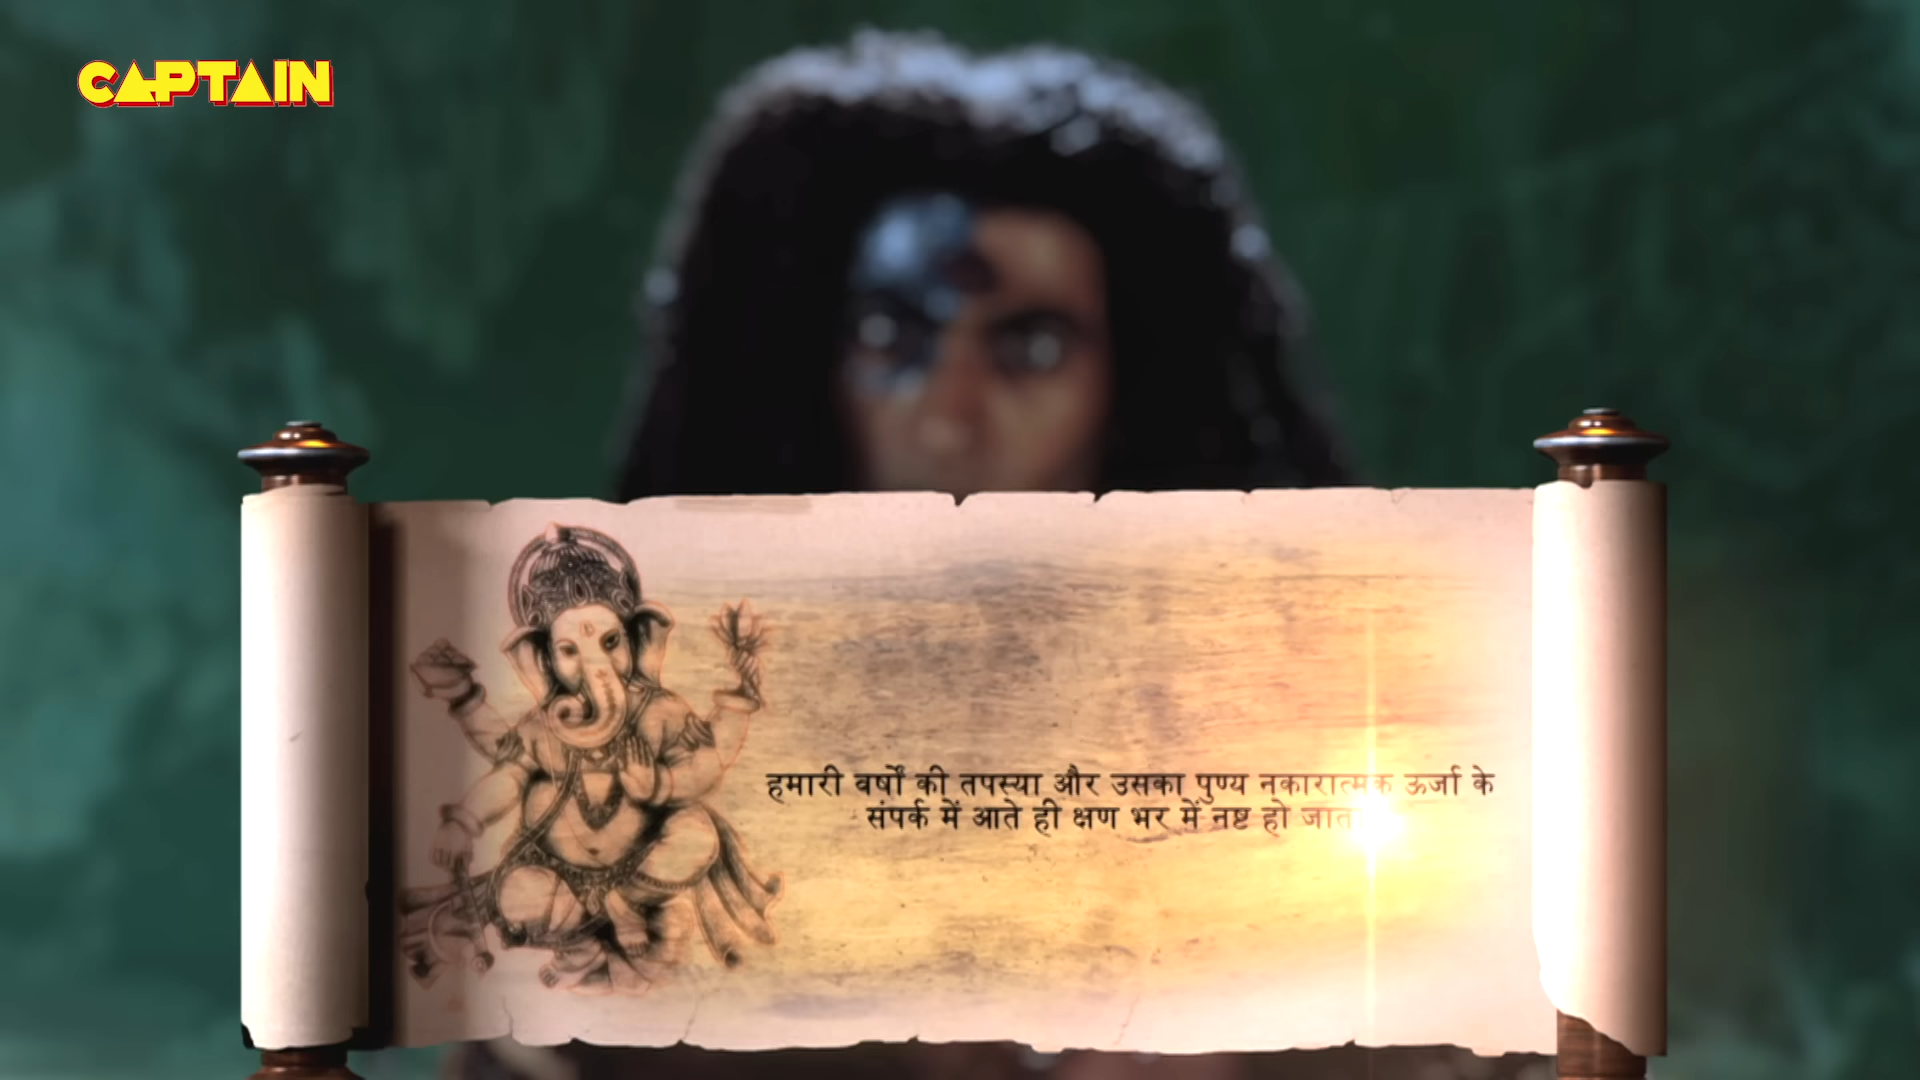 CAPTAIN
हमारी वर्षों की तपस्या और उसका पुण्य नकारात्मक ऊर्जा के
संपर्क में आते ही क्षण भर में नष्ट हो